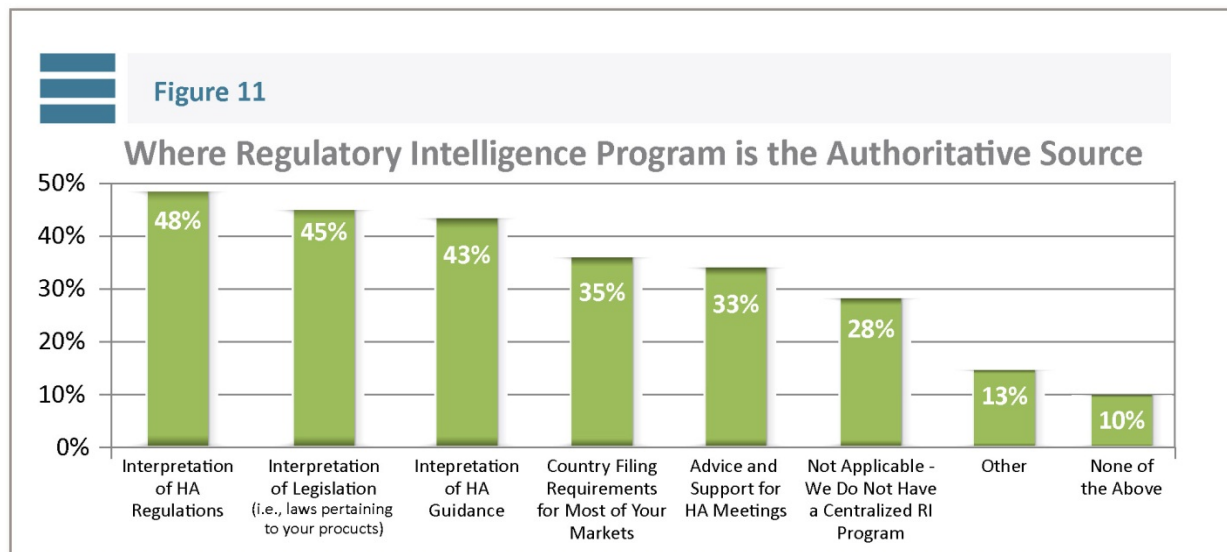 Figure 11
Where Regulatory Intelligence Program is the Authoritative Source
50%
40%
30%
20%
10%
0%
48%
45%
43%
35%
33%
28%
13%
10%
Interpretation
of HA
Regulations
Interpretation
of Legislation
(i.e., laws pertaining
to your procucts)
Intepretation
of HA
Guidance
Country Filing
Requirements
for Most of Your
Markets
Advice and
Support for
HA Meetings
Not Applicable -
We Do Not Have
a Centralized RI
Program
Other
None of
the Above